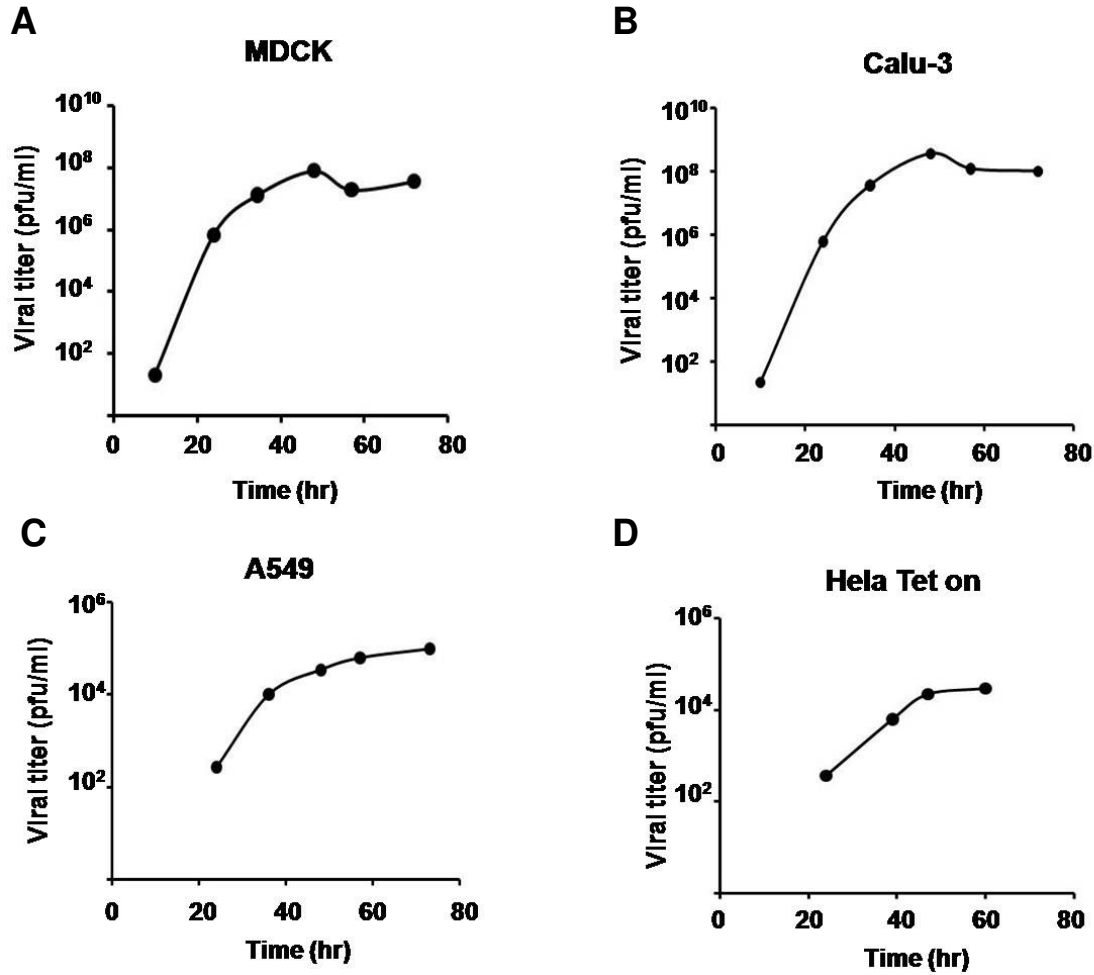 A
MDCK
Viral titer (pfu/ml)
10^10
10^8
10^6
10^4
10^2
0 20 40 60 80
Time (hr)
B
Calu-3
Viral titer (pfu/ml)
10^10
10^8
10^6
10^4
10^2
0 20 40 60 80
Time (hr)
C
A549
Viral titer (pfu/ml)
10^6
10^4
10^2
0 20 40 60 80
Time (hr)
D
Hela Tet on
Viral titer (pfu/ml)
10^6
10^4
10^2
0 20 40 60 80
Time (hr)